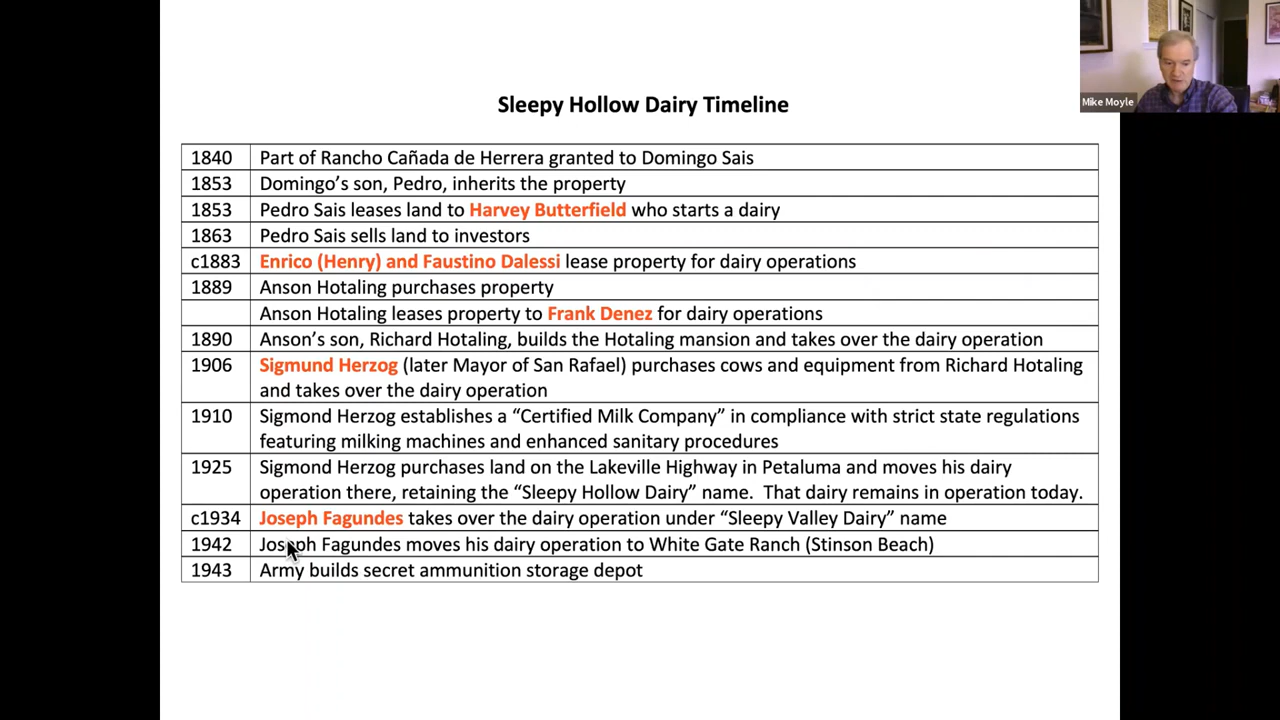 Mike Moyle
Sleepy Hollow Dairy Timeline
1840 Part of Rancho Cañada de Herrera granted to Domingo Sais
1853 Domingo’s son, Pedro, inherits the property
1853 Pedro Sais leases land to Harvey Butterfield who starts a dairy
1863 Pedro Sais sells land to investors
c1883 Enrico (Henry) and Faustino Dalessi lease property for dairy operations
1889 Anson Hotaling purchases property
Anson Hotaling leases property to Frank Denez for dairy operations
1890 Anson’s son, Richard Hotaling, builds the Hotaling mansion and takes over the dairy operation
1906 Sigmund Herzog (later Mayor of San Rafael) purchases cows and equipment from Richard Hotaling
and takes over the dairy operation
1910 Sigmond Herzog establishes a “Certified Milk Company” in compliance with strict state regulations
featuring milking machines and enhanced sanitary procedures
1925 Sigmond Herzog purchases land on the Lakeville Highway in Petaluma and moves his dairy
operation there, retaining the “Sleepy Hollow Dairy” name. That dairy remains in operation today.
c1934 Joseph Fagundes takes over the dairy operation under “Sleepy Valley Dairy” name
1942 Joseph Fagundes moves his dairy operation to White Gate Ranch (Stinson Beach)
1943 Army builds secret ammunition storage depot